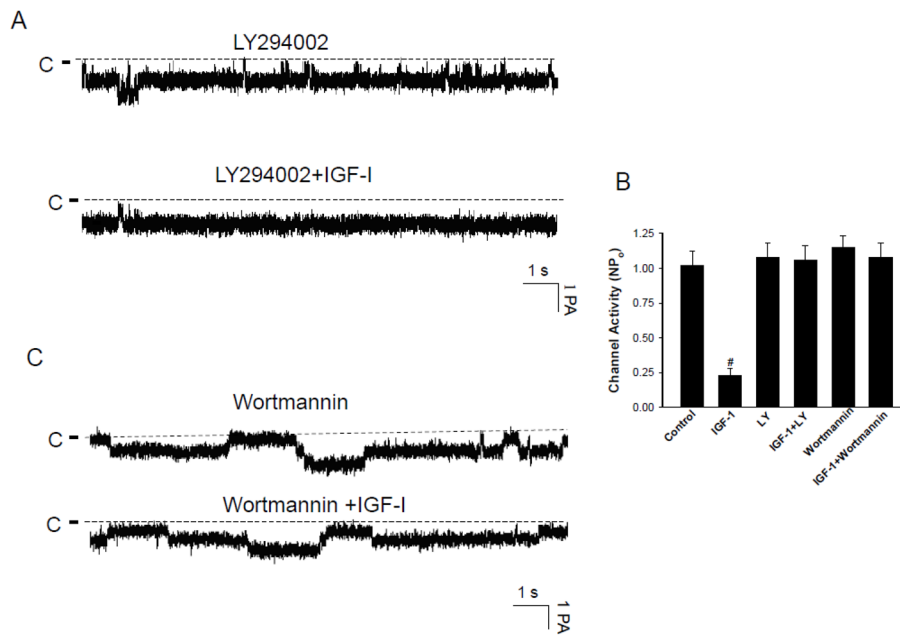 A
LY294002
C
LY294002+IGF-I
C
1 s
1 PA
B
1.25
1.00
0.75
0.50
0.25
0.00
Channel Activity (NPo)
#
Control
IGF-1
LY
IGF-1+LY
Wortmannin
IGF-1+Wortmannin
C
Wortmannin
C
Wortmannin +IGF-I
C
1 s
1 PA